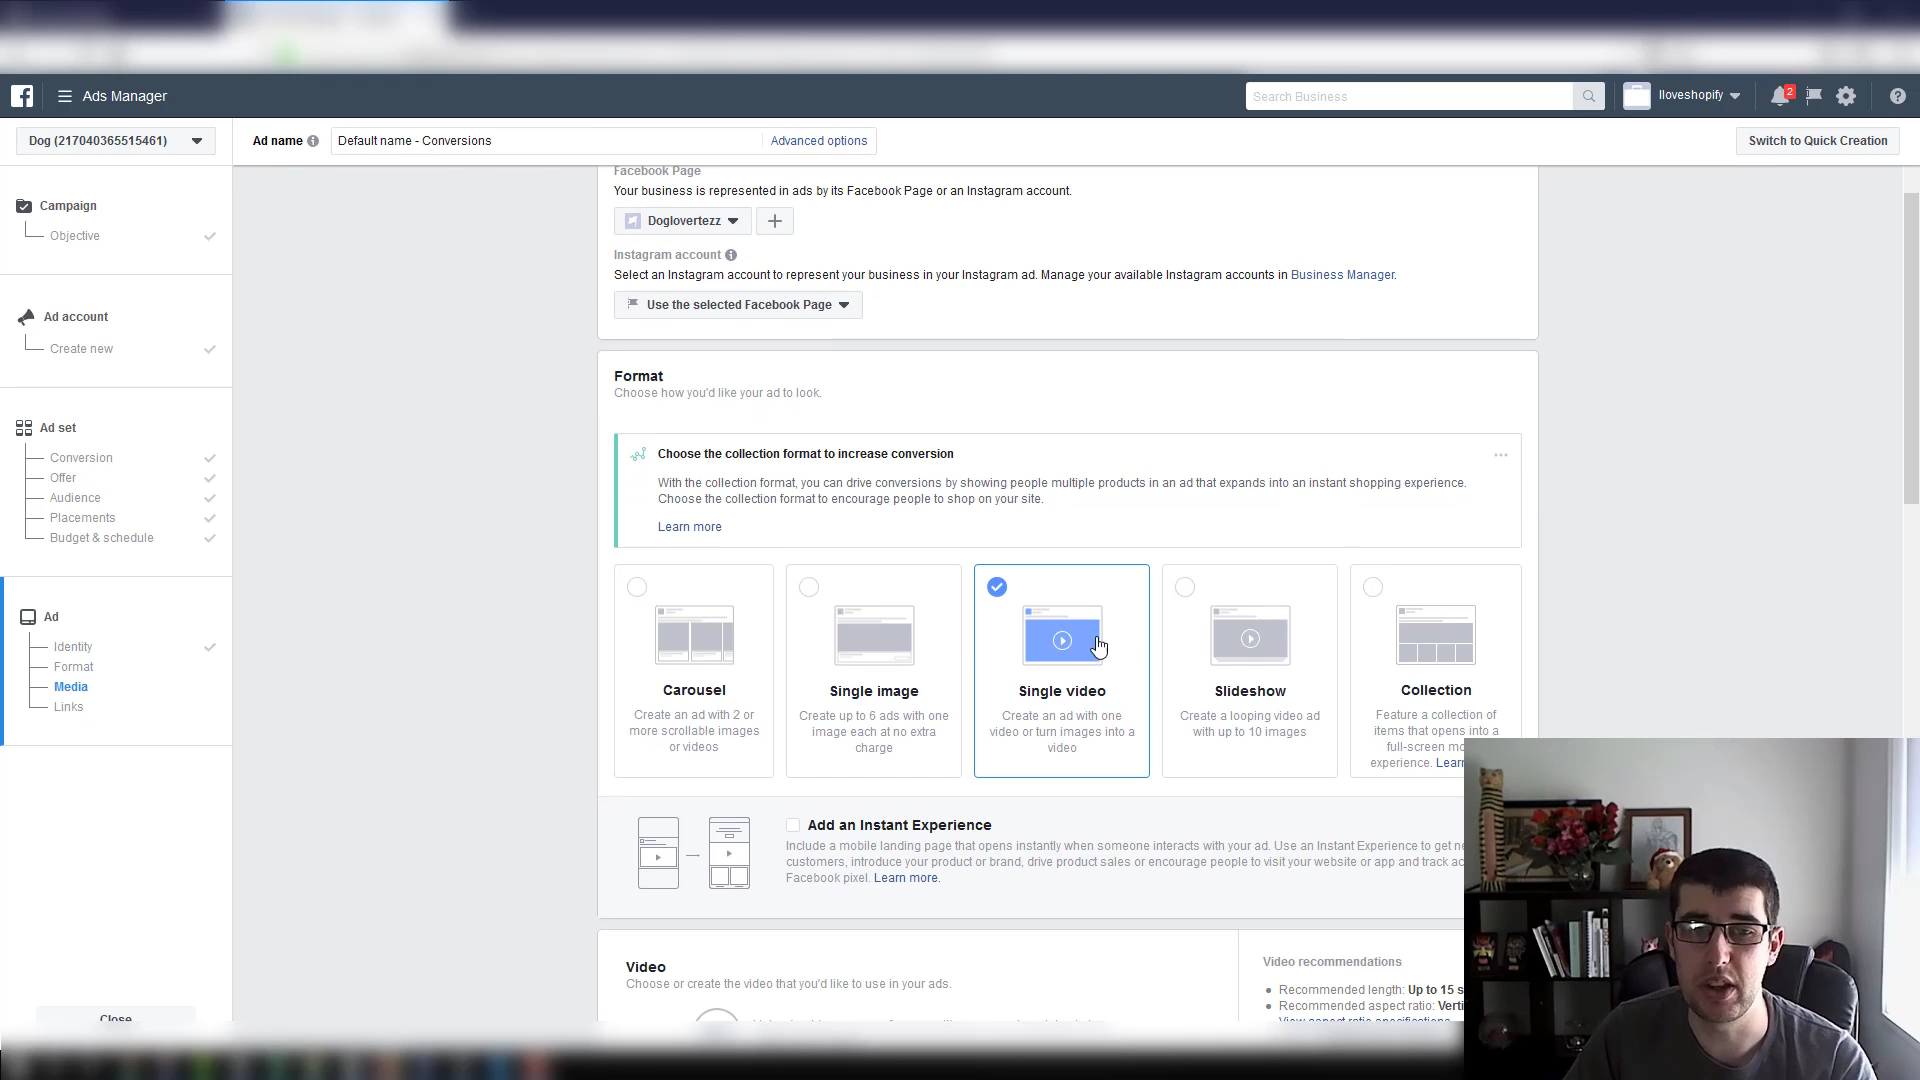 Ads Manager
Search Business
Iloveshopify
2
Dog (217040365515461)
Ad name
Default name - Conversions
Advanced options
Switch to Quick Creation
Campaign
Objective
Ad account
Create new
Ad set
Conversion
Offer
Audience
Placements
Budget & schedule
Ad
Identity
Format
Media
Links
Close
Facebook Page
Your business is represented in ads by its Facebook Page or an Instagram account.
Doglovertezz
Instagram account
Select an Instagram account to represent your business in your Instagram ad. Manage your available Instagram accounts in Business Manager.
Use the selected Facebook Page
Format
Choose how you'd like your ad to look.
Choose the collection format to increase conversion
With the collection format, you can drive conversions by showing people multiple products in an ad that expands into an instant shopping experience.
Choose the collection format to encourage people to shop on your site.
Learn more
Carousel
Create an ad with 2 or
more scrollable images
or videos
Single image
Create up to 6 ads with one
image each at no extra
charge
Single video
Create an ad with one
video or turn images into a
video
Slideshow
Create a looping video ad
with up to 10 images
Collection
Feature a collection of
items that opens into a
full-screen mo
experience. Lear
Add an Instant Experience
Include a mobile landing page that opens instantly when someone interacts with your ad. Use an Instant Experience to get ne
customers, introduce your product or brand, drive product sales or encourage people to visit your website or app and track ac
Facebook pixel. Learn more.
Video
Choose or create the video that you'd like to use in your ads.
Video recommendations
Recommended length: Up to 15 s
Recommended aspect ratio: Verti
View aspect ratio specifications